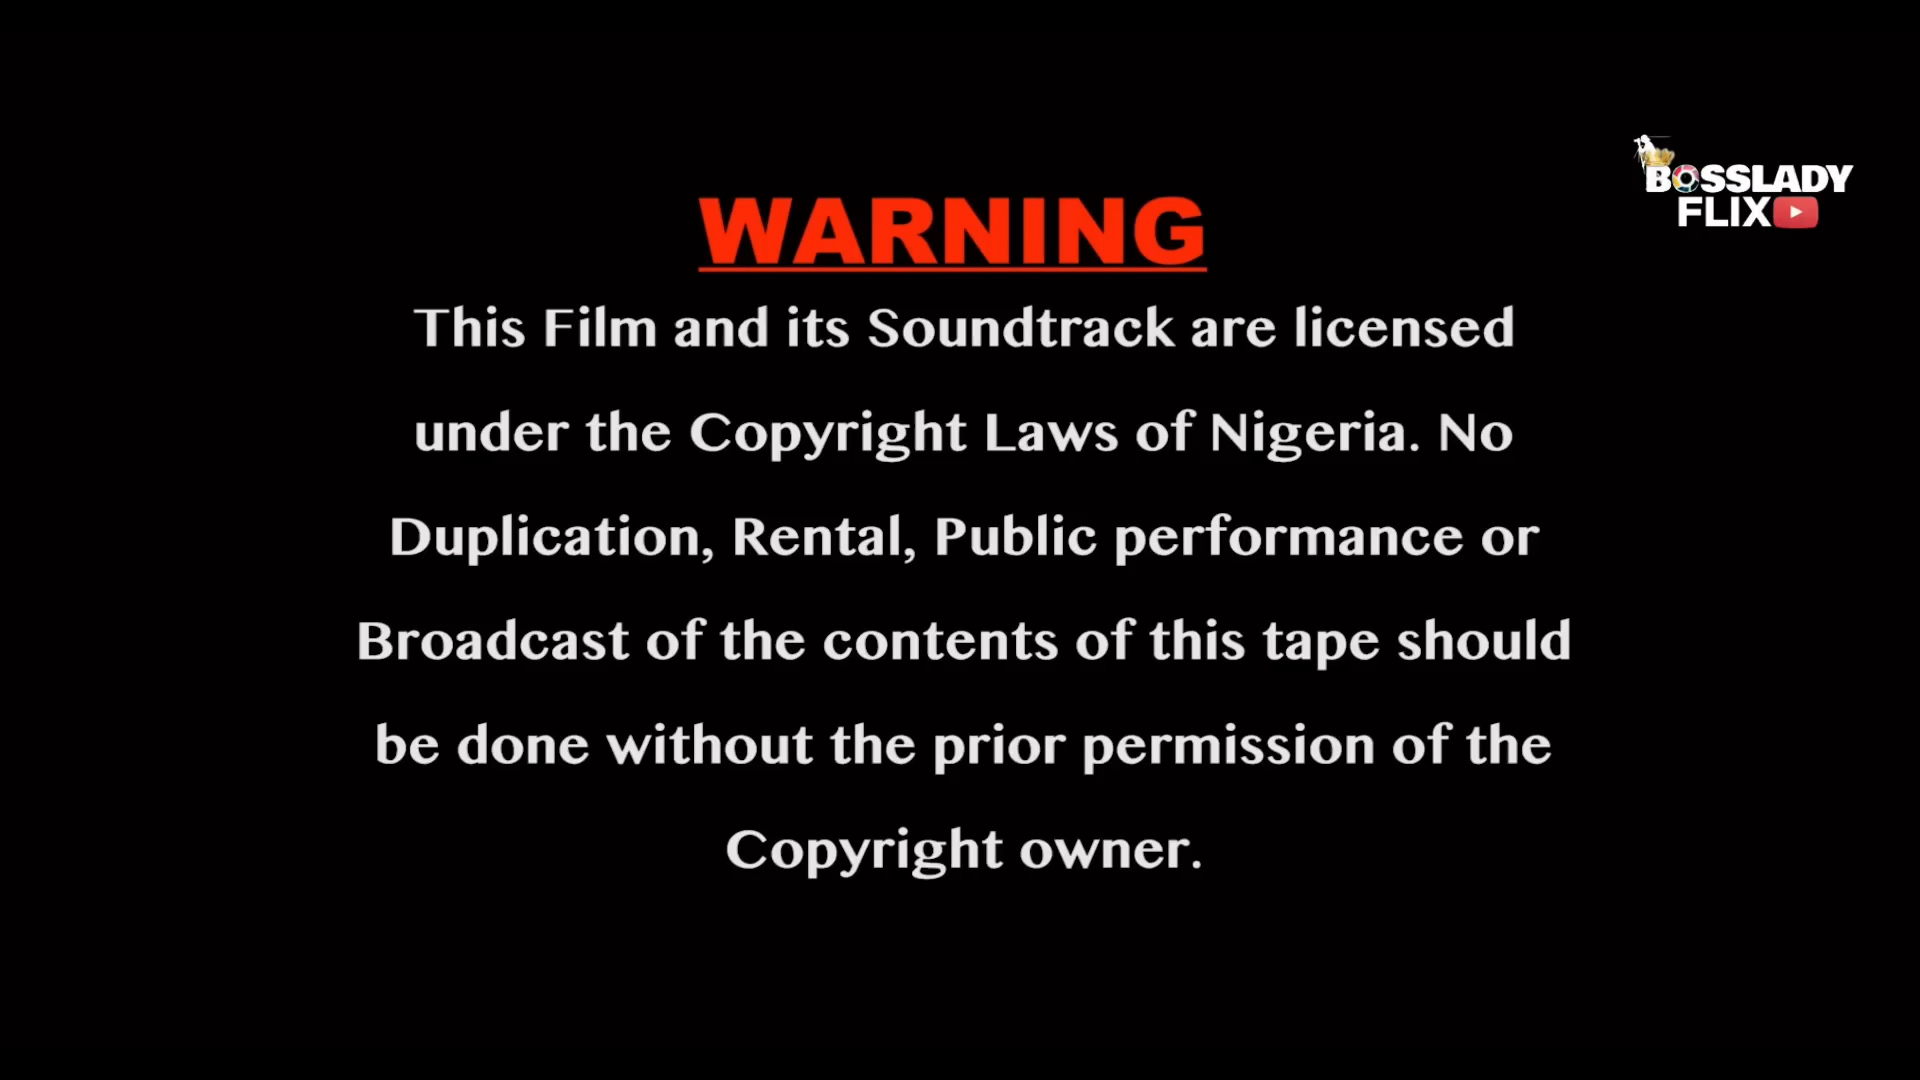 BOSSLADY
FLIX
WARNING
This Film and its Soundtrack are licensed
under the Copyright Laws of Nigeria. No
Duplication, Rental, Public performance or
Broadcast of the contents of this tape should
be done without the prior permission of the
Copyright owner.